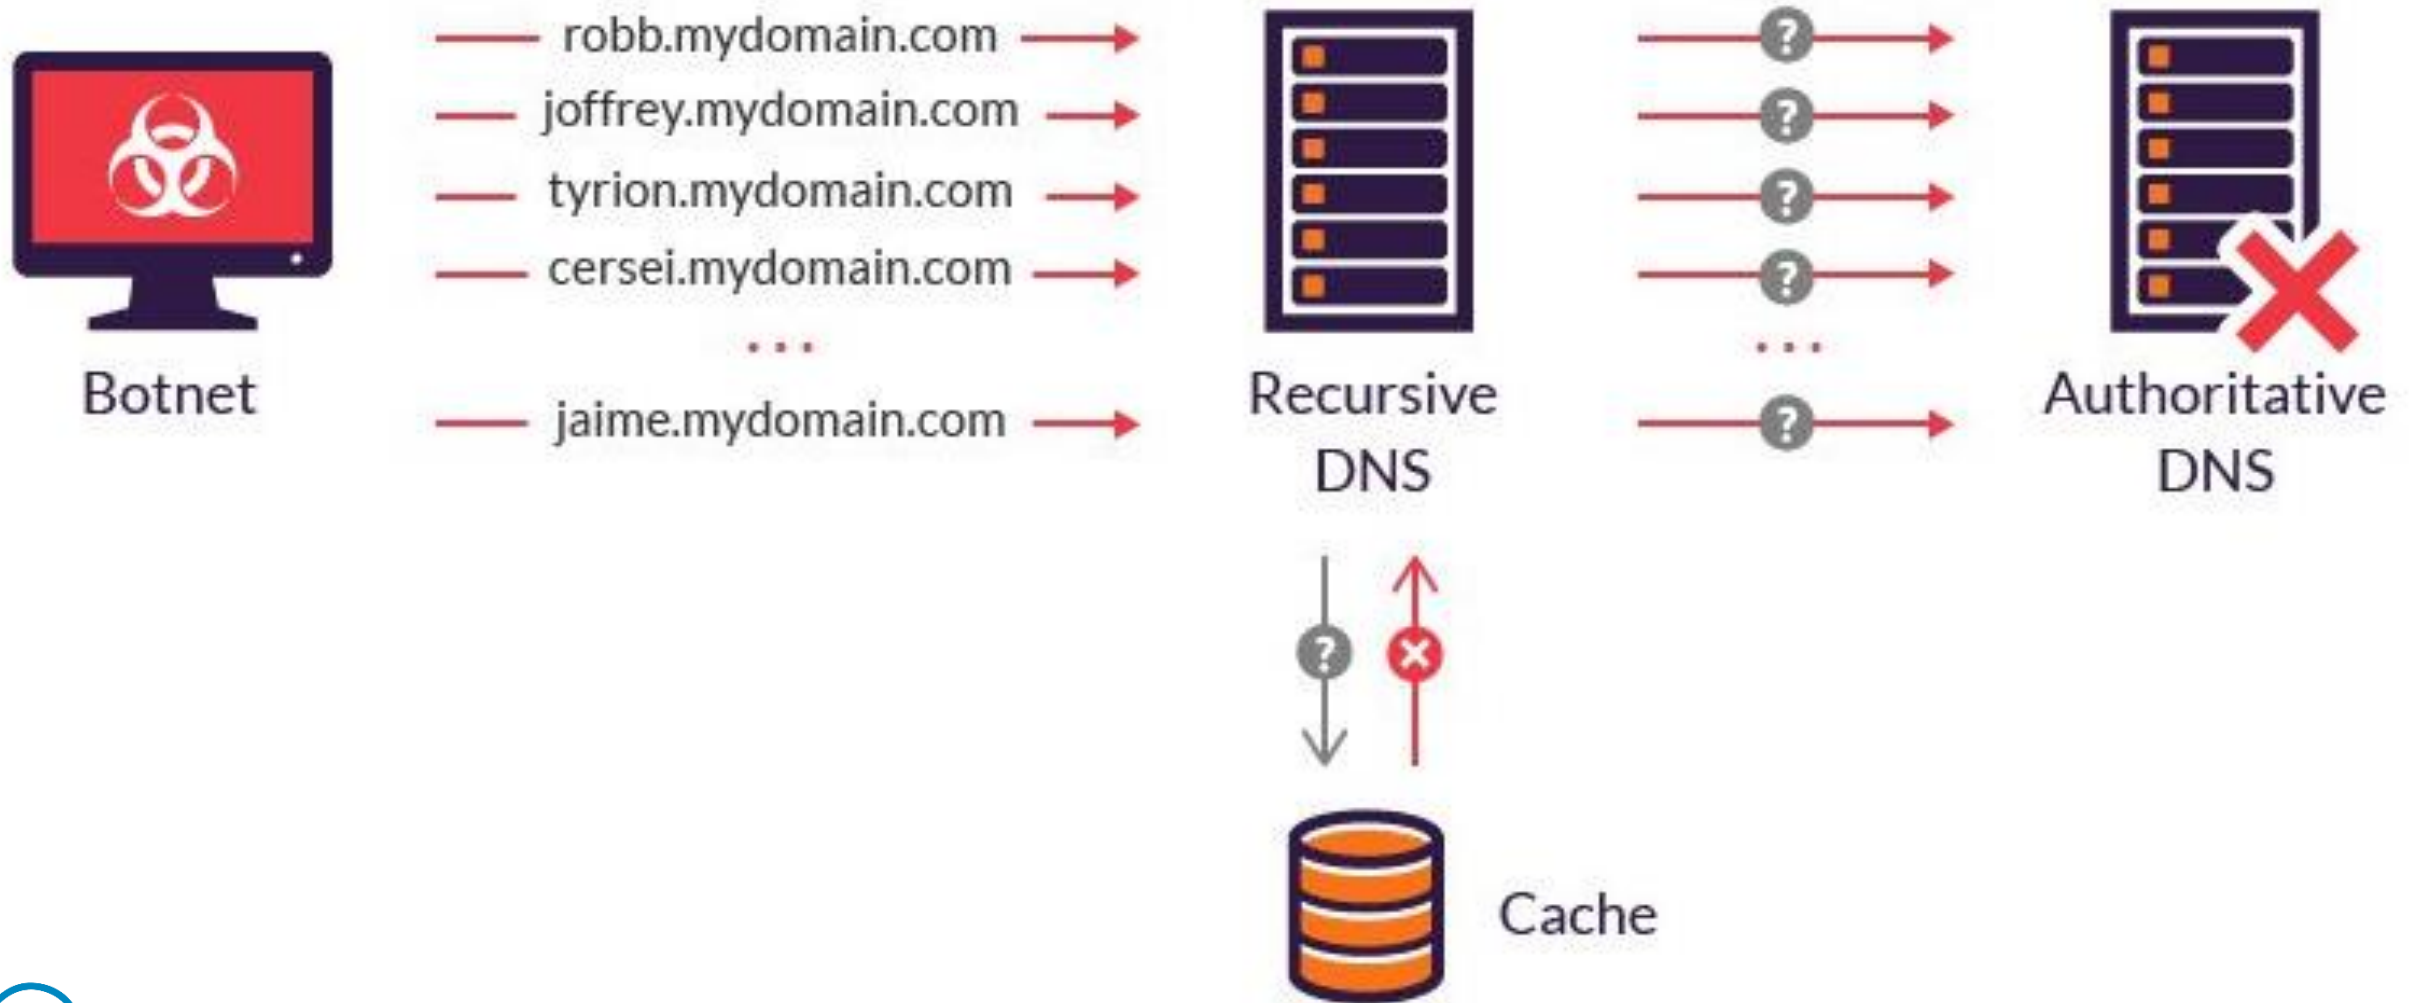 robb.mydomain.com
joffrey.mydomain.com
tyrion.mydomain.com
cersei.mydomain.com
...
jaime.mydomain.com
?
?
?
?
...
?
Botnet
Recursive
DNS
Authoritative
DNS
?
Cache